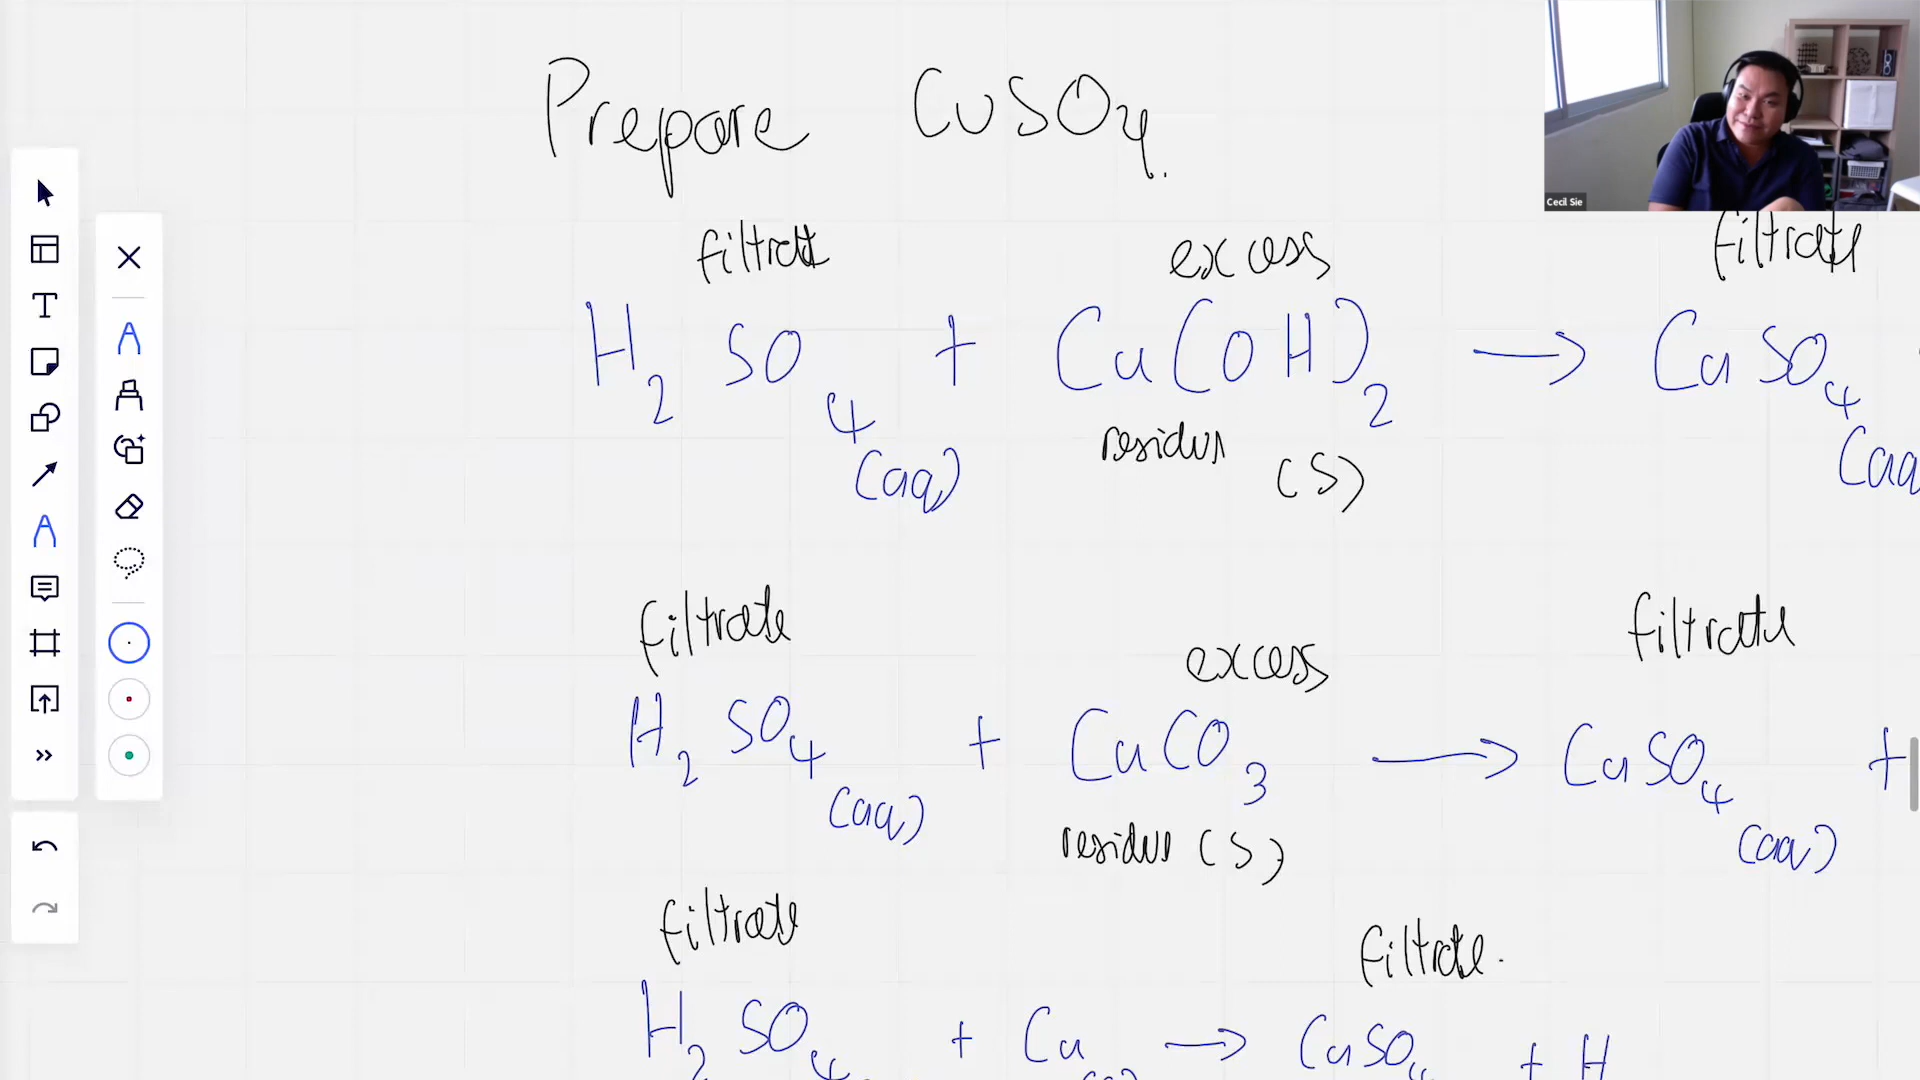 Prepare CuSO4.
Cecil Sie
filtrate excess filtrate
H2SO4 + Cu(OH)2 → CuSO4
(aq) residue (s) (aq
filtrate excess filtrate
H2SO4 + CuCO3 → CuSO4 +
(aq) residue (s) (aq)
filtrate filtrate.
H2SO4 + Cu → CuSO4 + H
T